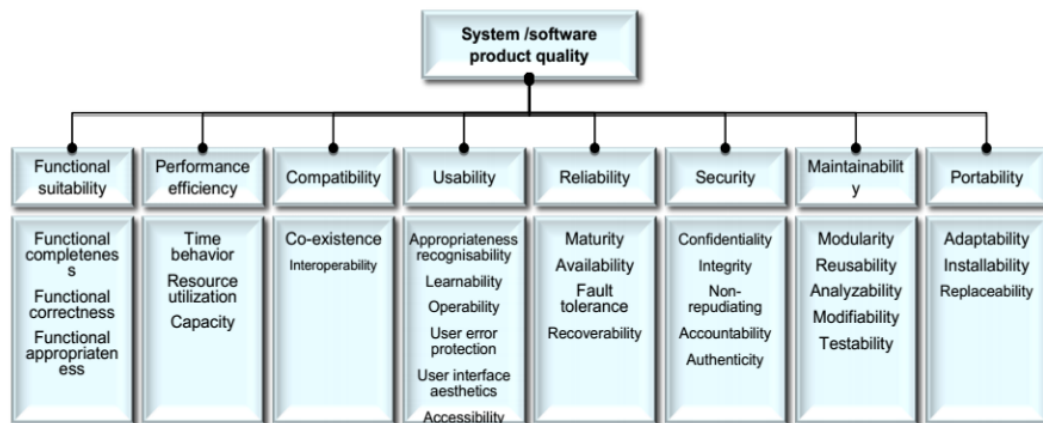 System /software
product quality
Functional
suitability
Performance
efficiency
Compatibility
Usability
Reliability
Security
Maintainabilit
y
Portability
Functional
completenes
s
Functional
correctness
Functional
appropriaten
ess
Time
behavior
Resource
utilization
Capacity
Co-existence
Interoperability
Appropriateness
recognisability
Learnability
Operability
User error
protection
User interface
aesthetics
Accessibility
Maturity
Availability
Fault
tolerance
Recoverability
Confidentiality
Integrity
Non-
repudiating
Accountability
Authenticity
Modularity
Reusability
Analyzability
Modifiability
Testability
Adaptability
Installability
Replaceability